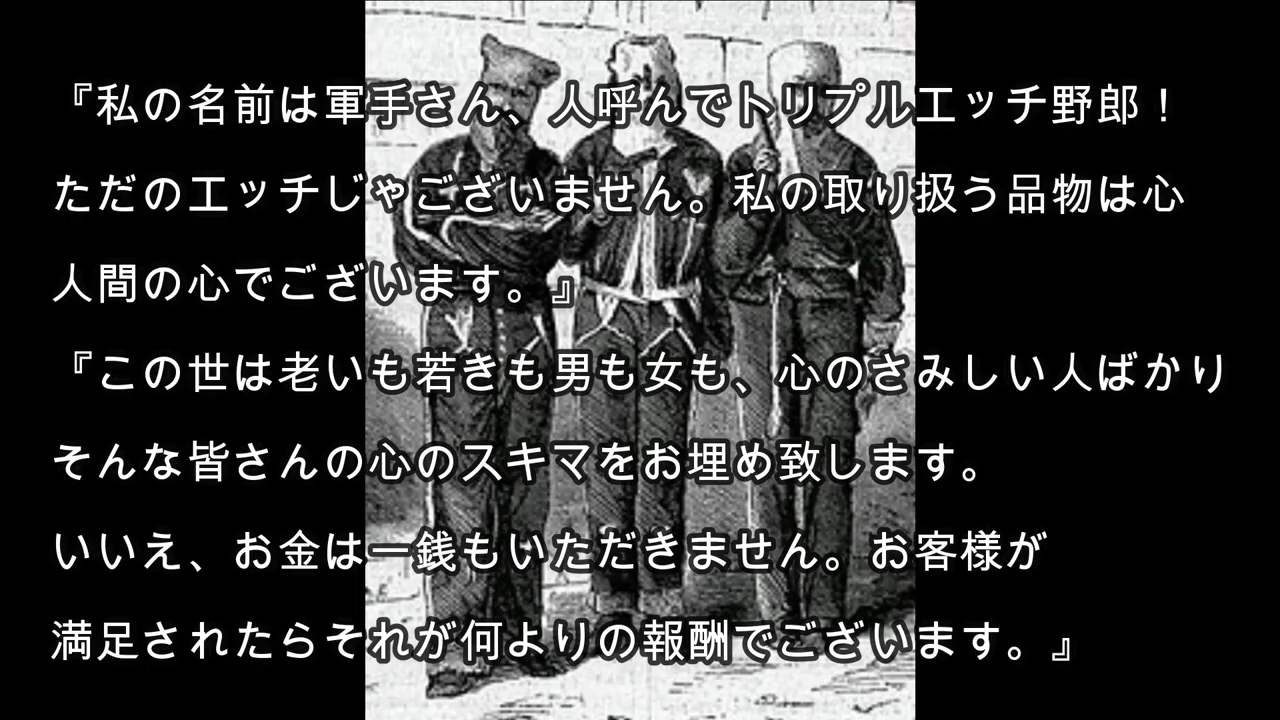 『私の名前は軍手さん、人呼んでトリプルエッチ野郎！
ただのエッチじゃございません。私の取り扱う品物は心
人間の心でございます。』
『この世は老いも若きも男も女も、心のさみしい人ばかり
そんな皆さんの心のスキマをお埋め致します。
いいえ、お金は一銭もいただきません。お客様が
満足されたらそれが何よりの報酬でございます。』